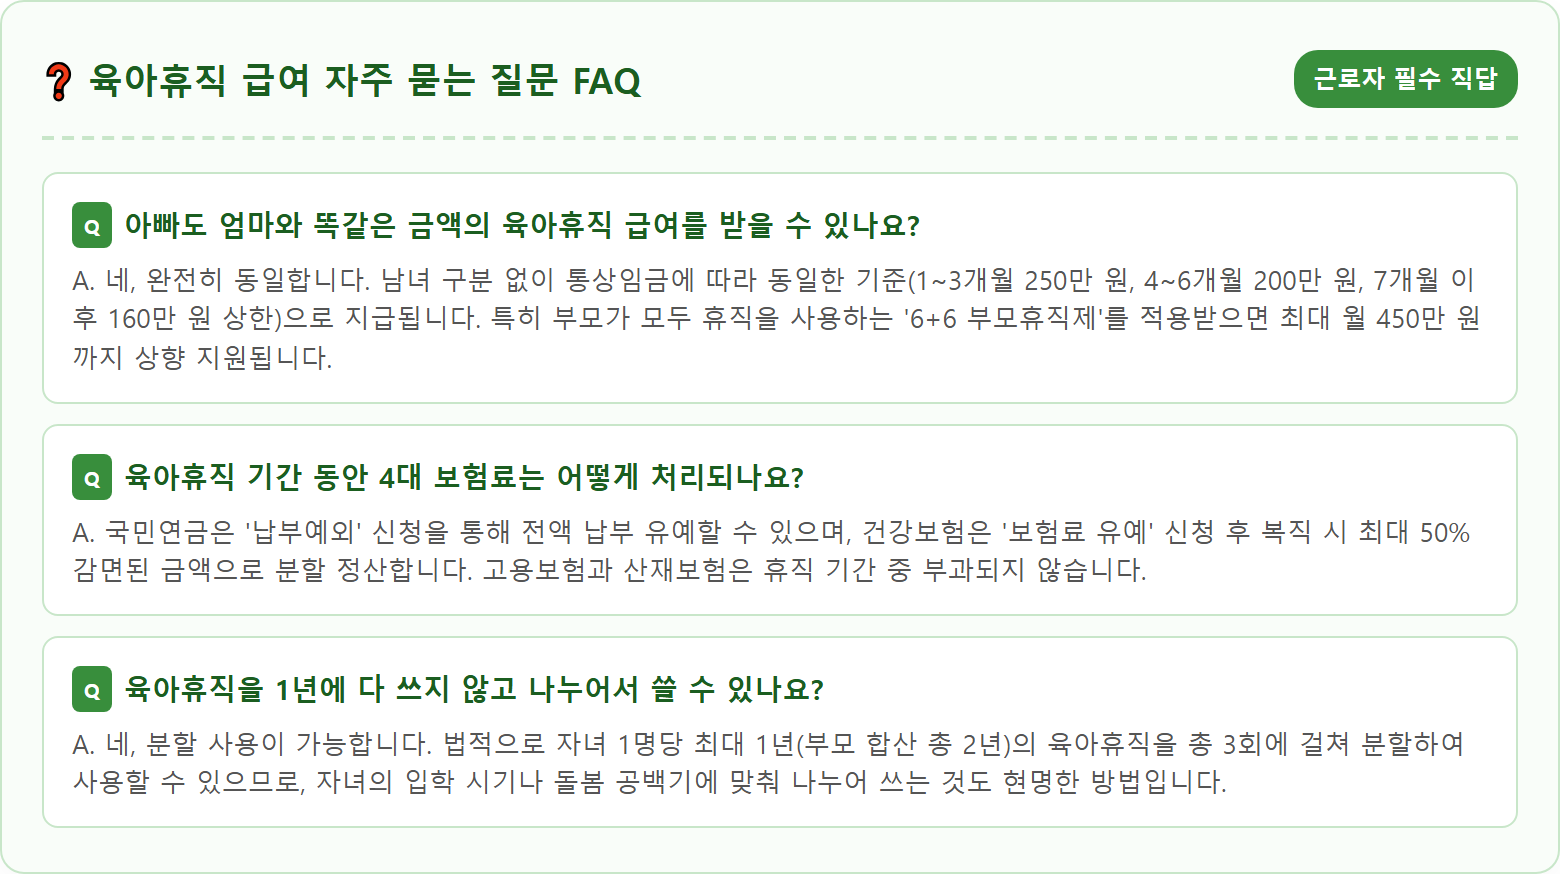 ❓ 육아휴직 급여 자주 묻는 질문 FAQ
근로자 필수 직답
Q 아빠도 엄마와 똑같은 금액의 육아휴직 급여를 받을 수 있나요?
A. 네, 완전히 동일합니다. 남녀 구분 없이 통상임금에 따라 동일한 기준(1~3개월 250만 원, 4~6개월 200만 원, 7개월 이
후 160만 원 상한)으로 지급됩니다. 특히 부모가 모두 휴직을 사용하는 '6+6 부모휴직제'를 적용받으면 최대 월 450만 원
까지 상향 지원됩니다.
Q 육아휴직 기간 동안 4대 보험료는 어떻게 처리되나요?
A. 국민연금은 '납부예외' 신청을 통해 전액 납부 유예할 수 있으며, 건강보험은 '보험료 유예' 신청 후 복직 시 최대 50%
감면된 금액으로 분할 정산합니다. 고용보험과 산재보험은 휴직 기간 중 부과되지 않습니다.
Q 육아휴직을 1년에 다 쓰지 않고 나누어서 쓸 수 있나요?
A. 네, 분할 사용이 가능합니다. 법적으로 자녀 1명당 최대 1년(부모 합산 총 2년)의 육아휴직을 총 3회에 걸쳐 분할하여
사용할 수 있으므로, 자녀의 입학 시기나 돌봄 공백기에 맞춰 나누어 쓰는 것도 현명한 방법입니다.